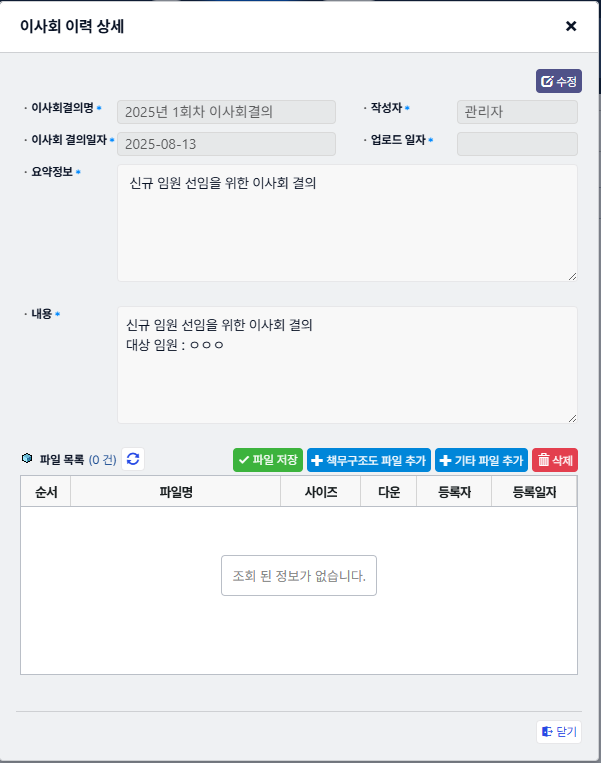 이사회 이력 상세
수정
· 이사회결의명 * 2025년 1회차 이사회결의 · 작성자 * 관리자
· 이사회 결의일자 * 2025-08-13 · 업로드 일자 *
· 요약정보 * 신규 임원 선임을 위한 이사회 결의
· 내용 * 신규 임원 선임을 위한 이사회 결의
대상 임원 : ㅇㅇㅇ
파일 목록 (0 건) 파일 저장 책무구조도 파일 추가 기타 파일 추가 삭제
순서 파일명 사이즈 다운 등록자 등록일자
조회 된 정보가 없습니다.
닫기